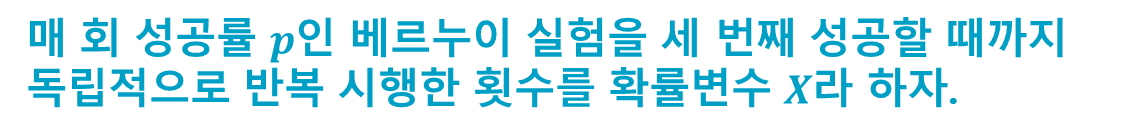 매 회 성공률 p인 베르누이 실험을 세 번째 성공할 때까지
독립적으로 반복 시행한 횟수를 확률변수 X라 하자.